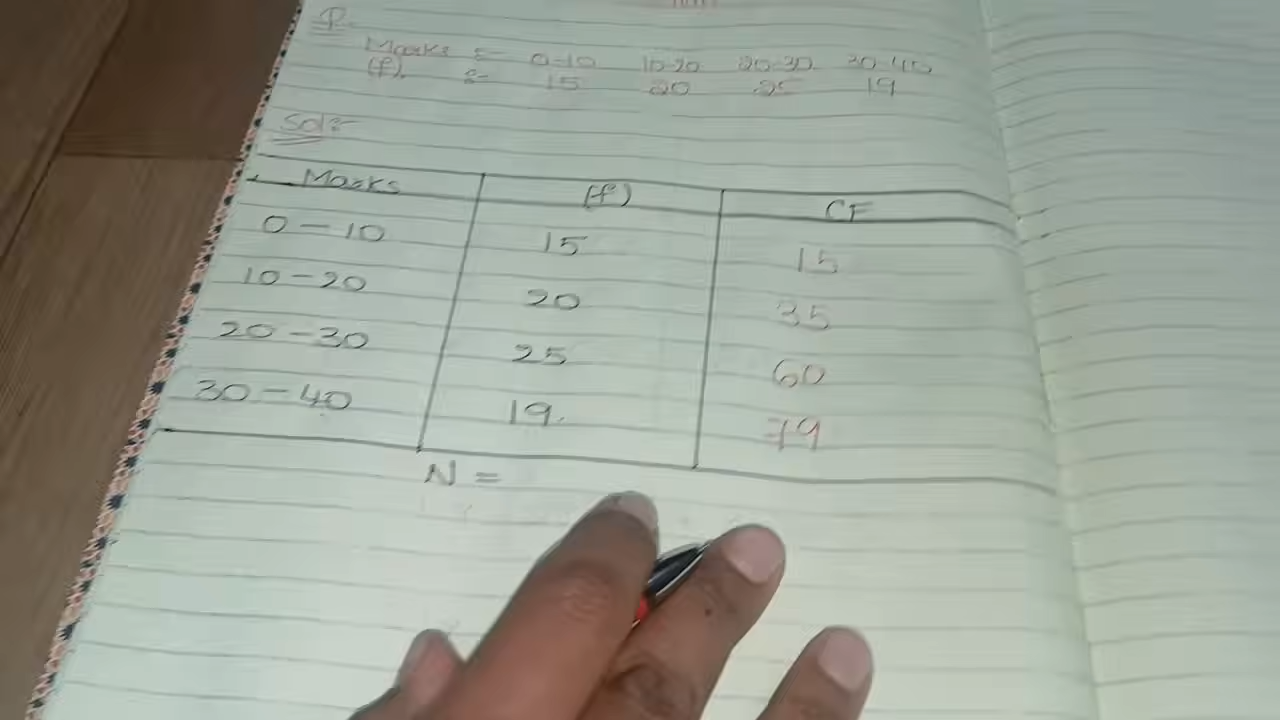 P.
Marks :- 0-10 10-20 20-30 30-40
(f). :- 15 20 25 19
Sol:-
Marks (f) CF
0-10 15 15
10-20 20 35
20-30 25 60
30-40 19. 79
N =